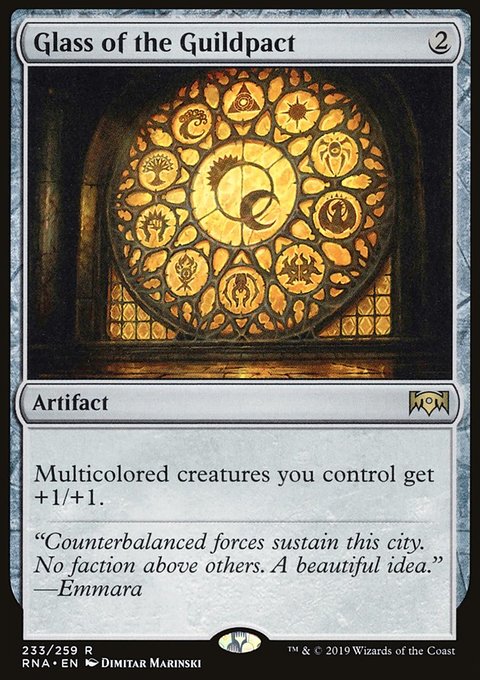 Glass of the Guildpact 2
Artifact
Multicolored creatures you control get
+1/+1.
“Counterbalanced forces sustain this city.
No faction above others. A beautiful idea.”
—Emmara
233/259 R
RNA • EN Dimitar Marinski
™ & © 2019 Wizards of the Coast